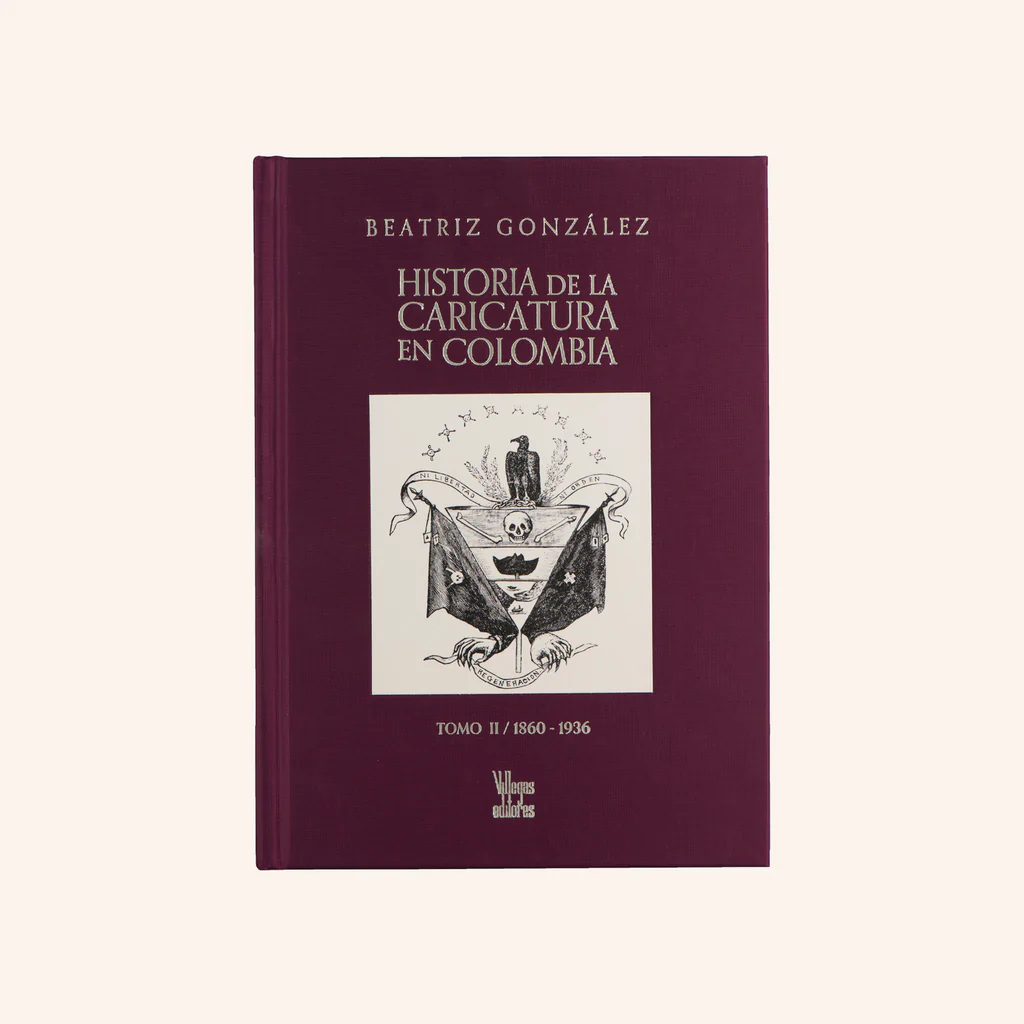 BEATRIZ GONZÁLEZ
HISTORIA DE LA
CARICATURA
EN COLOMBIA
NI LIBERTAD
NI ORDEN
REGENERACION
TOMO II / 1860 - 1936
Villegas
editores